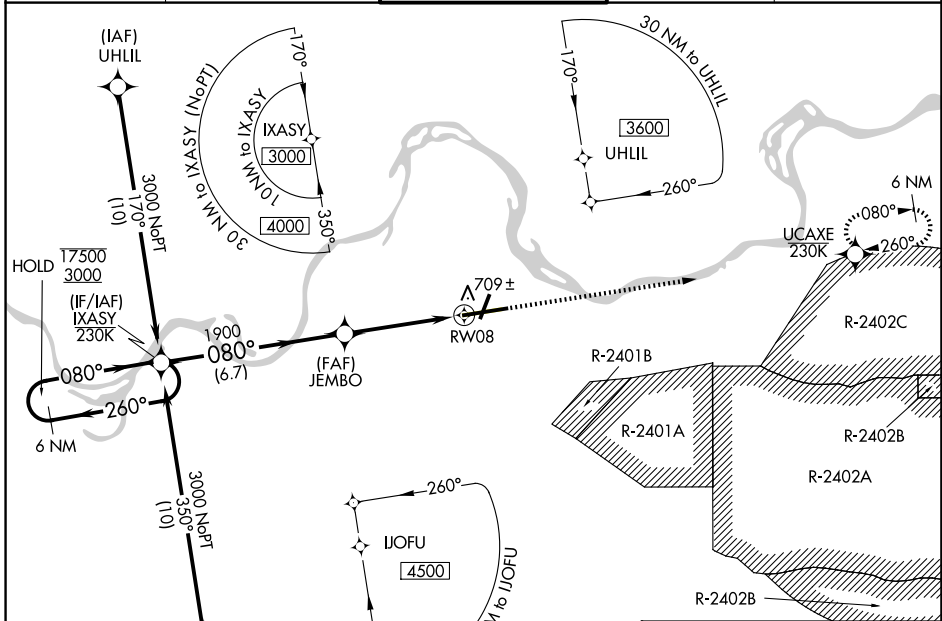 (IAF)
UHLIL
3000 NoPT
170°
(10)
30 NM to IXASY (NoPT)
10NM to IXASY
170°
IXASY
3000
4000
350°
30 NM to UHLIL
170°
3600
UHLIL
260°
6 NM
080°
260°
UCAXE
230K
HOLD
17500
3000
(IF/IAF)
IXASY
230K
080°
260°
6 NM
1900
080°
(6.7)
(FAF)
JEMBO
709 ±
RW08
R-2402C
R-2401B
R-2401A
R-2402B
R-2402A
R-2402B
3000 NoPT
350°
(10)
260°
IJOFU
4500
M to IJOFU